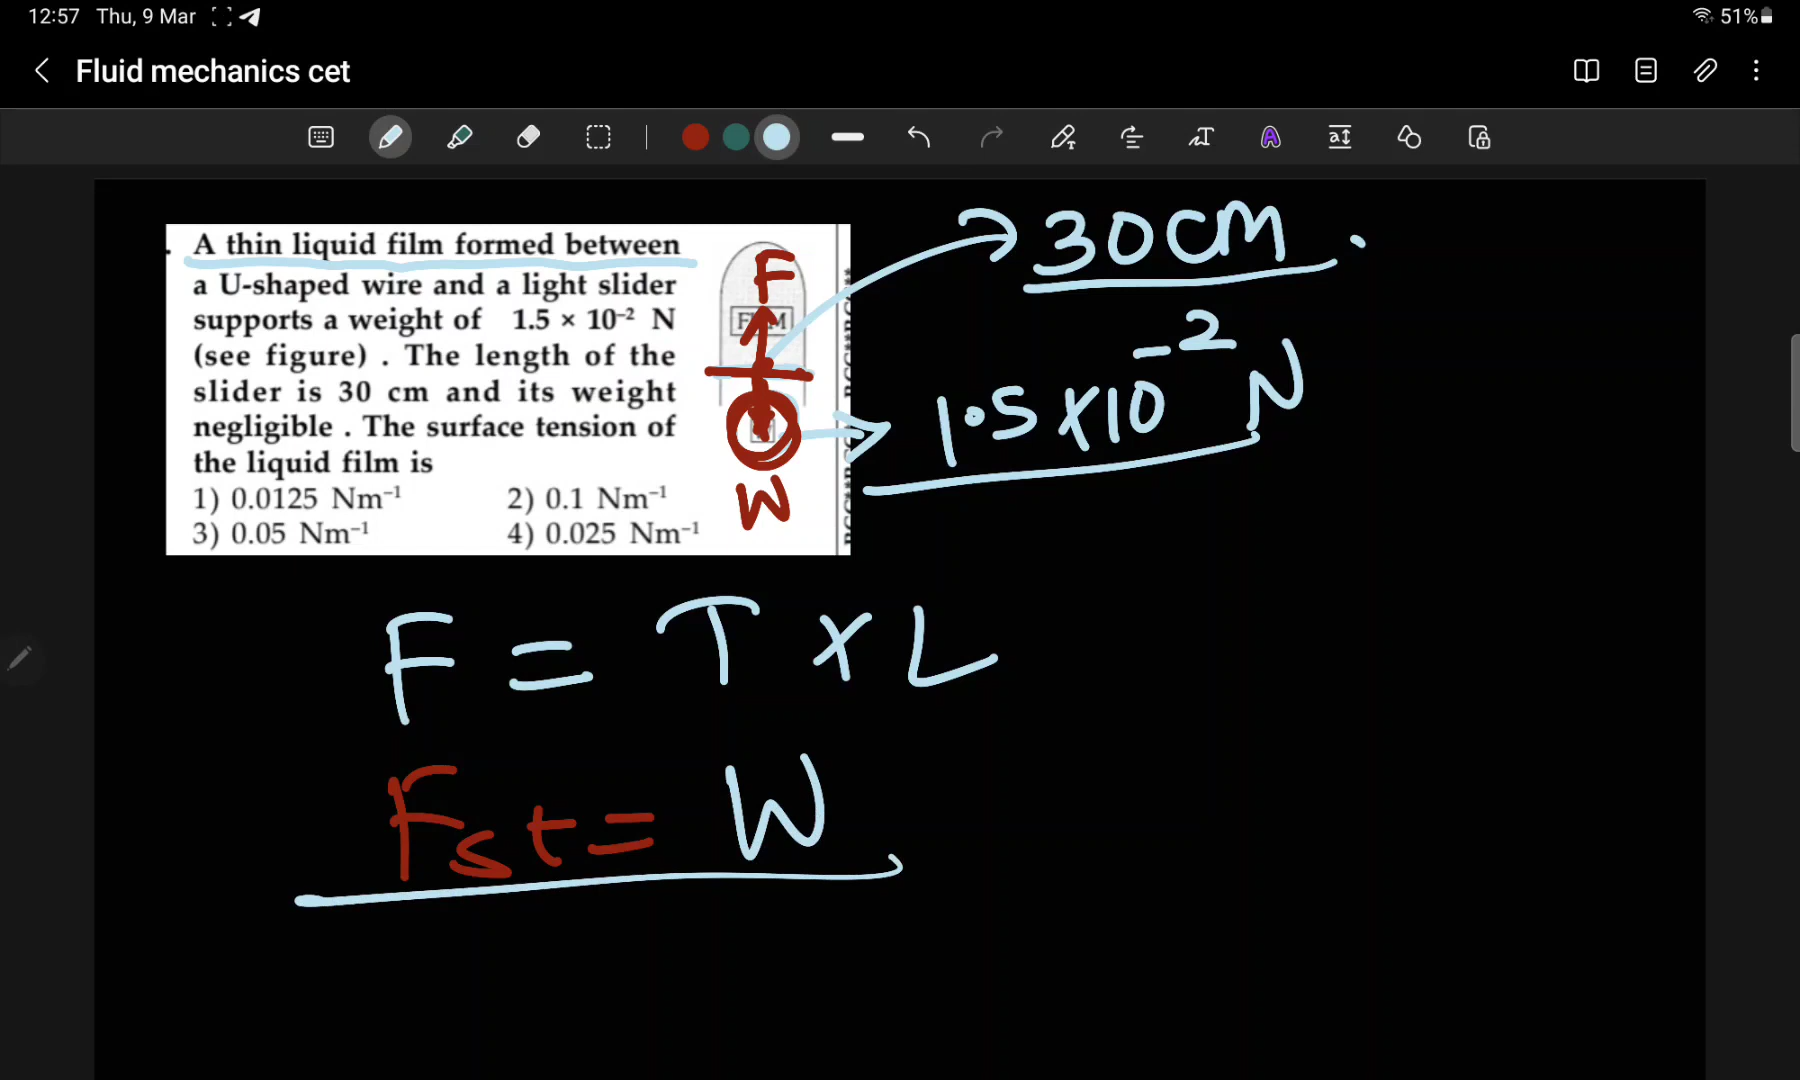 12:57 Thu, 9 Mar
51%
Fluid mechanics cet
. A thin liquid film formed between
a U-shaped wire and a light slider
supports a weight of 1.5 × 10⁻² N
(see figure) . The length of the
slider is 30 cm and its weight
negligible . The surface tension of
the liquid film is
1) 0.0125 Nm⁻¹ 2) 0.1 Nm⁻¹
3) 0.05 Nm⁻¹ 4) 0.025 Nm⁻¹
F
FILM
W
30CM.
1.5X10⁻² N
F = T X L
Fst = W